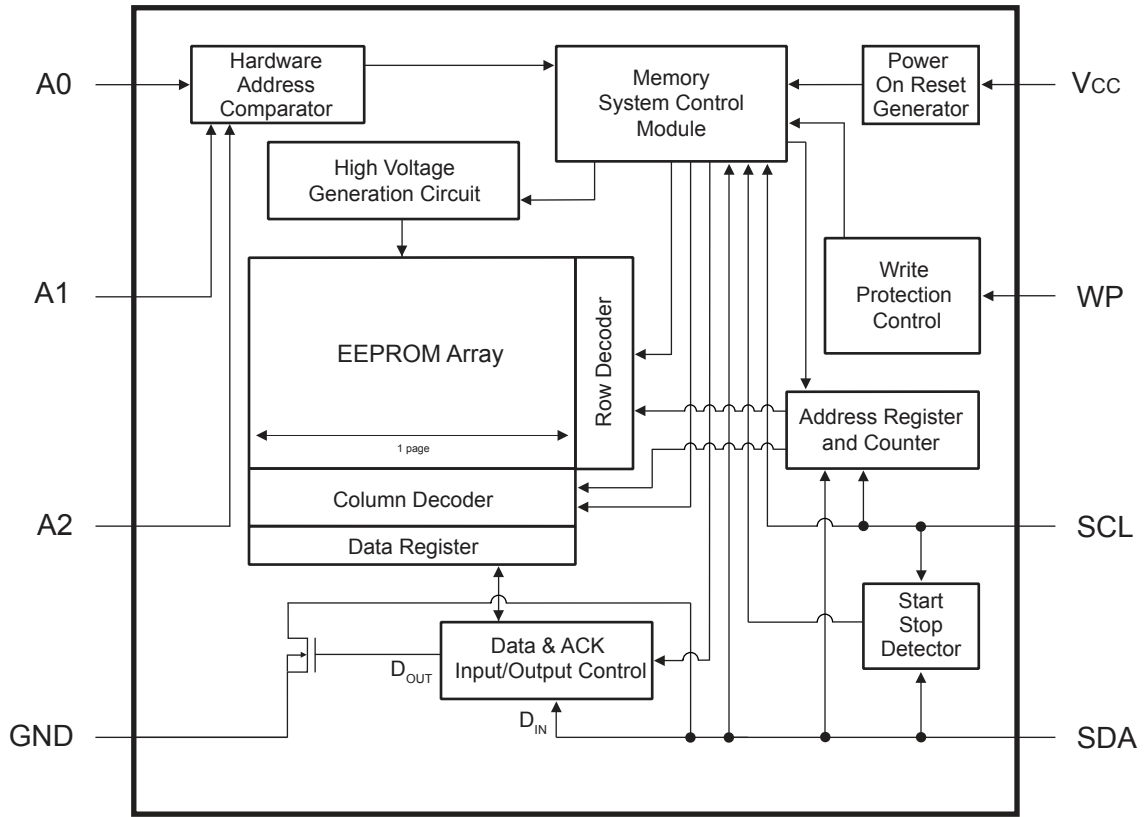 A0
Hardware
Address
Comparator
Memory
System Control
Module
Power
On Reset
Generator
VCC
High Voltage
Generation Circuit
A1
EEPROM Array
1 page
Row Decoder
Write
Protection
Control
WP
Address Register
and Counter
Column Decoder
A2
Data Register
SCL
Start
Stop
Detector
Data & ACK
Input/Output Control
DOUT
DIN
GND
SDA